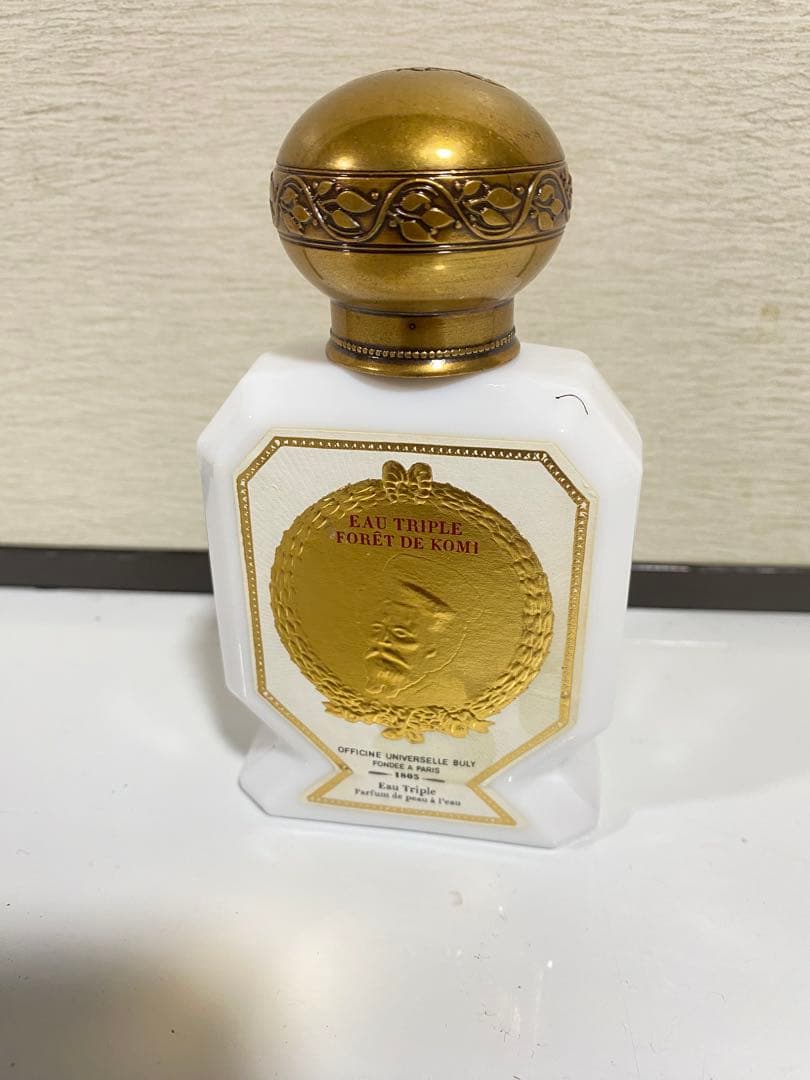 EAU TRIPLE
FORÊT DE KOMI
OFFICINE UNIVERSELLE BULY
FONDÉE A PARIS
1803
Eau Triple
Parfum de peau à l'eau